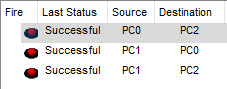 Fire Last Status Source Destination
Successful PC0 PC2
Successful PC1 PC0
Successful PC1 PC2